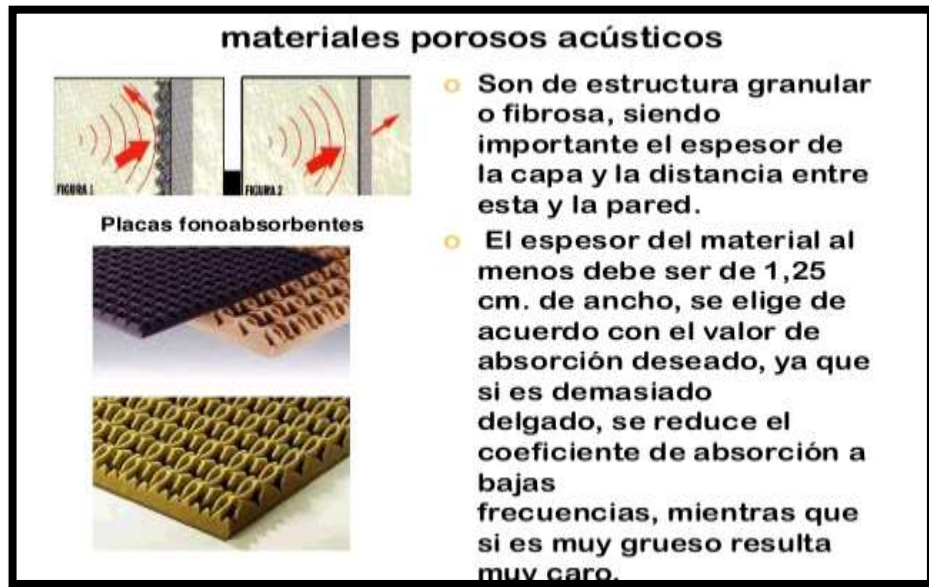 materiales porosos acústicos
FIGURA 1
FIGURA 2
Placas fonoabsorbentes
Son de estructura granular
o fibrosa, siendo
importante el espesor de
la capa y la distancia entre
esta y la pared.
El espesor del material al
menos debe ser de 1,25
cm. de ancho, se elige de
acuerdo con el valor de
absorción deseado, ya que
si es demasiado
delgado, se reduce el
coeficiente de absorción a
bajas
frecuencias, mientras que
si es muy grueso resulta
muy caro.